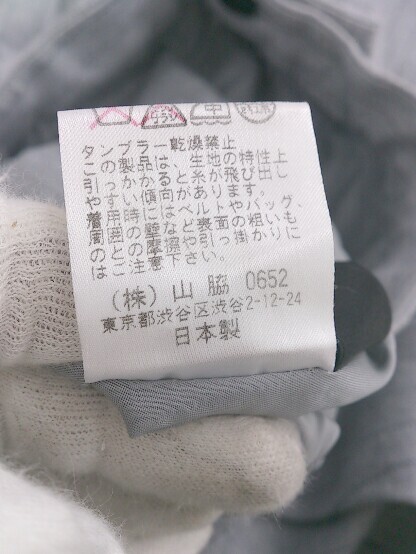 タンブラー乾燥禁止
この製品は、生地の特性上
引っかかると糸が飛び出し
やすい傾向があります。
着用時にはベルトやバッグ、
周囲の壁など表面の粗いも
のとの摩擦や引っ掛かりに
はご注意下さい。
(株) 山 脇 0652
東京都渋谷区渋谷2-12-24
日本製